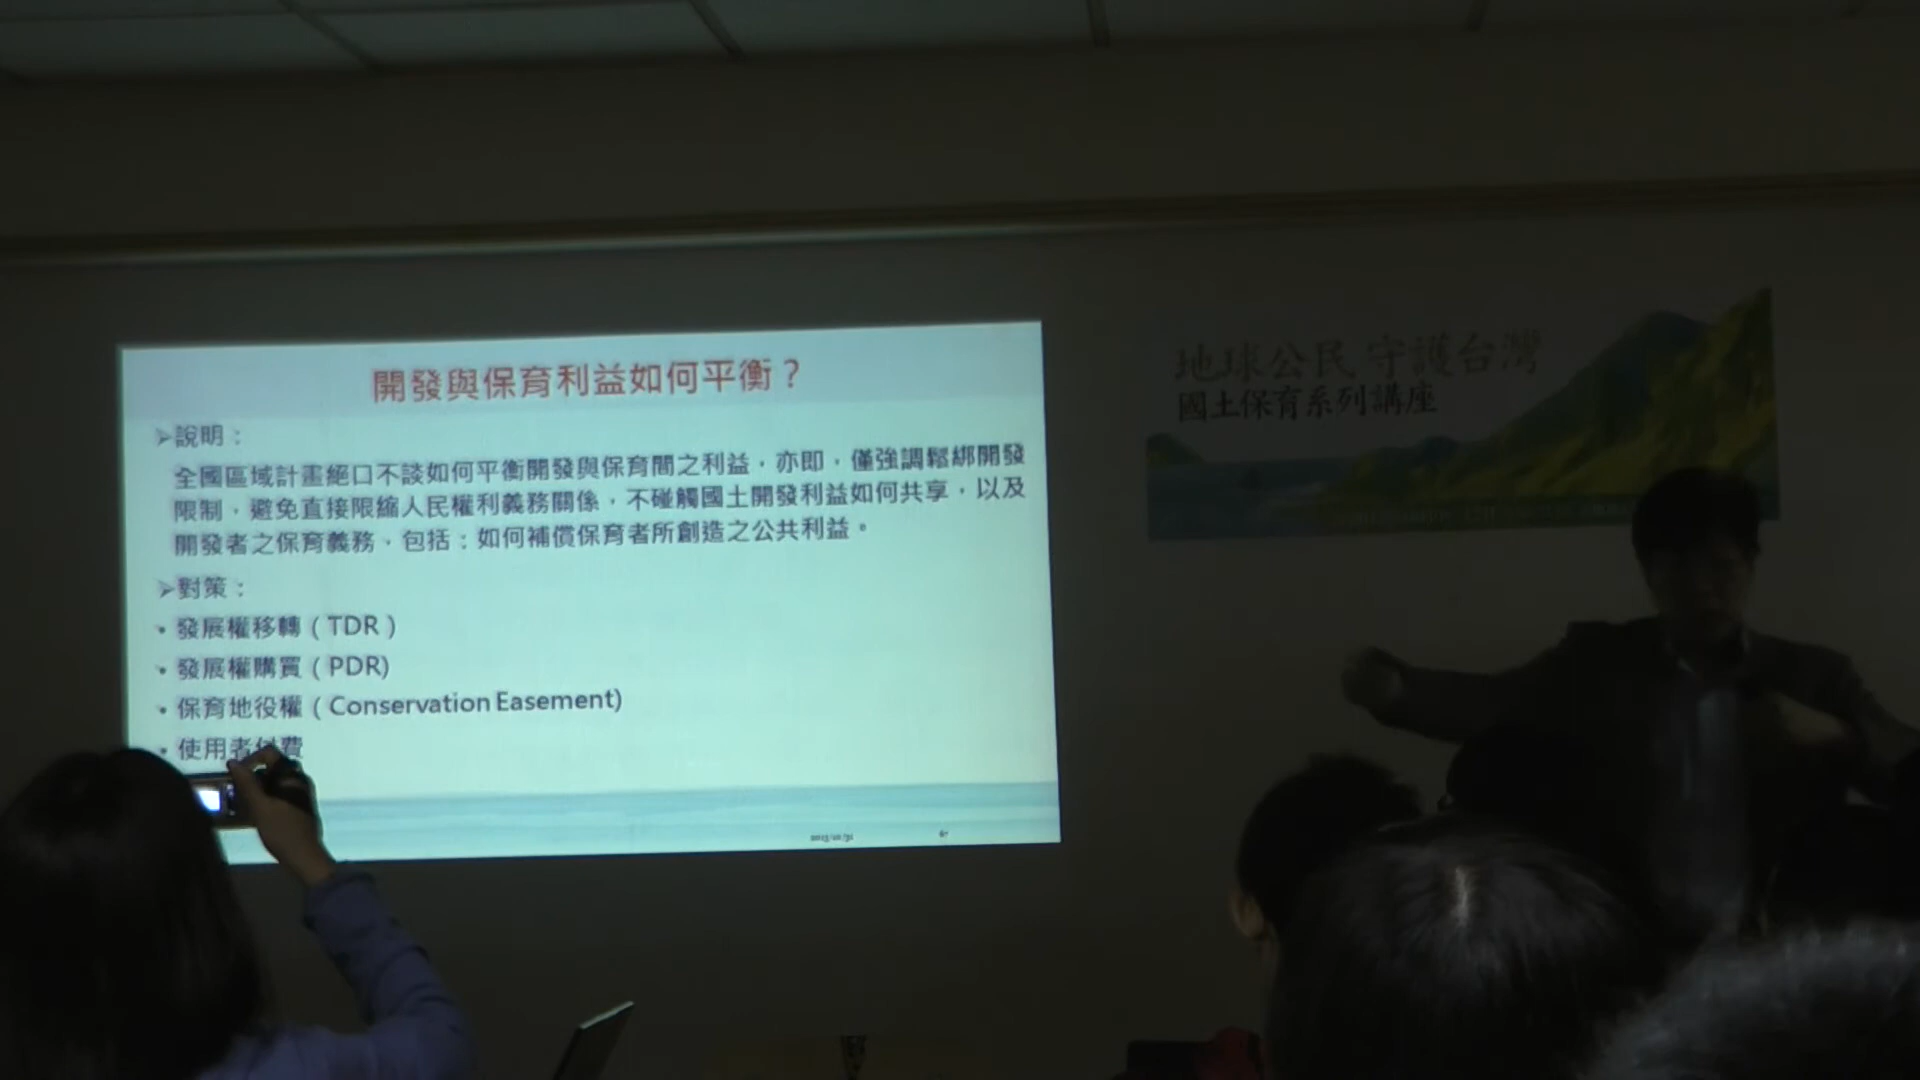 開發與保育利益如何平衡？
➢說明：
全國區域計畫絕口不談如何平衡開發與保育間之利益，亦即，僅強調鬆綁開發
限制，避免直接限縮人民權利義務關係，不碰觸國土開發利益如何共享，以及
開發者之保育義務，包括：如何補償保育者所創造之公共利益。
➢對策：
• 發展權移轉（TDR）
• 發展權購買（PDR)
• 保育地役權（Conservation Easement)
• 使用者付費
地球公民 守護台灣
國土保育系列講座